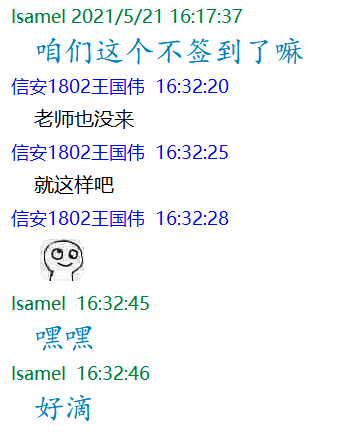 Isamel 2021/5/21 16:17:37
咱们这个不签到了嘛
信安1802王国伟 16:32:20
老师也没来
信安1802王国伟 16:32:25
就这样吧
信安1802王国伟 16:32:28
Isamel 16:32:45
嘿嘿
Isamel 16:32:46
好滴